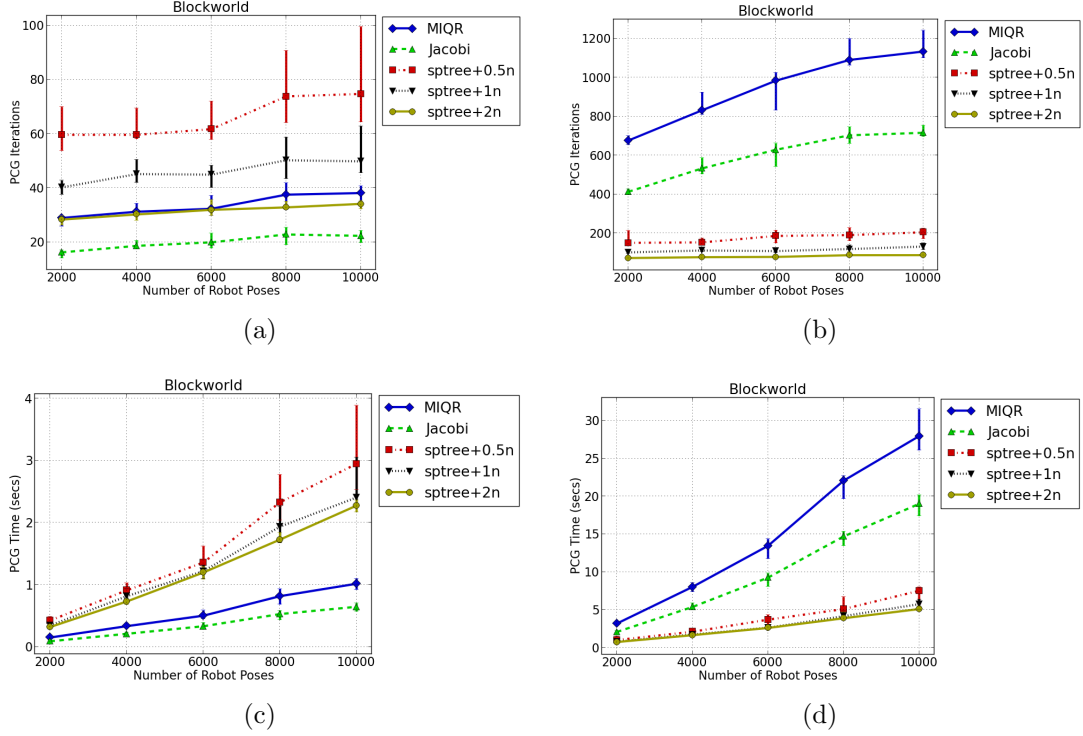 Blockworld
100
80
60
40
20
2000 4000 6000 8000 10000
PCG Iterations
Number of Robot Poses
MIQR
Jacobi
sptree+0.5n
sptree+1n
sptree+2n
(a)
Blockworld
1200
1000
800
600
400
200
2000 4000 6000 8000 10000
PCG Iterations
Number of Robot Poses
MIQR
Jacobi
sptree+0.5n
sptree+1n
sptree+2n
(b)
Blockworld
4
3
2
1
0
2000 4000 6000 8000 10000
PCG Time (secs)
Number of Robot Poses
MIQR
Jacobi
sptree+0.5n
sptree+1n
sptree+2n
(c)
Blockworld
30
25
20
15
10
5
0
2000 4000 6000 8000 10000
PCG Time (secs)
Number of Robot Poses
MIQR
Jacobi
sptree+0.5n
sptree+1n
sptree+2n
(d)